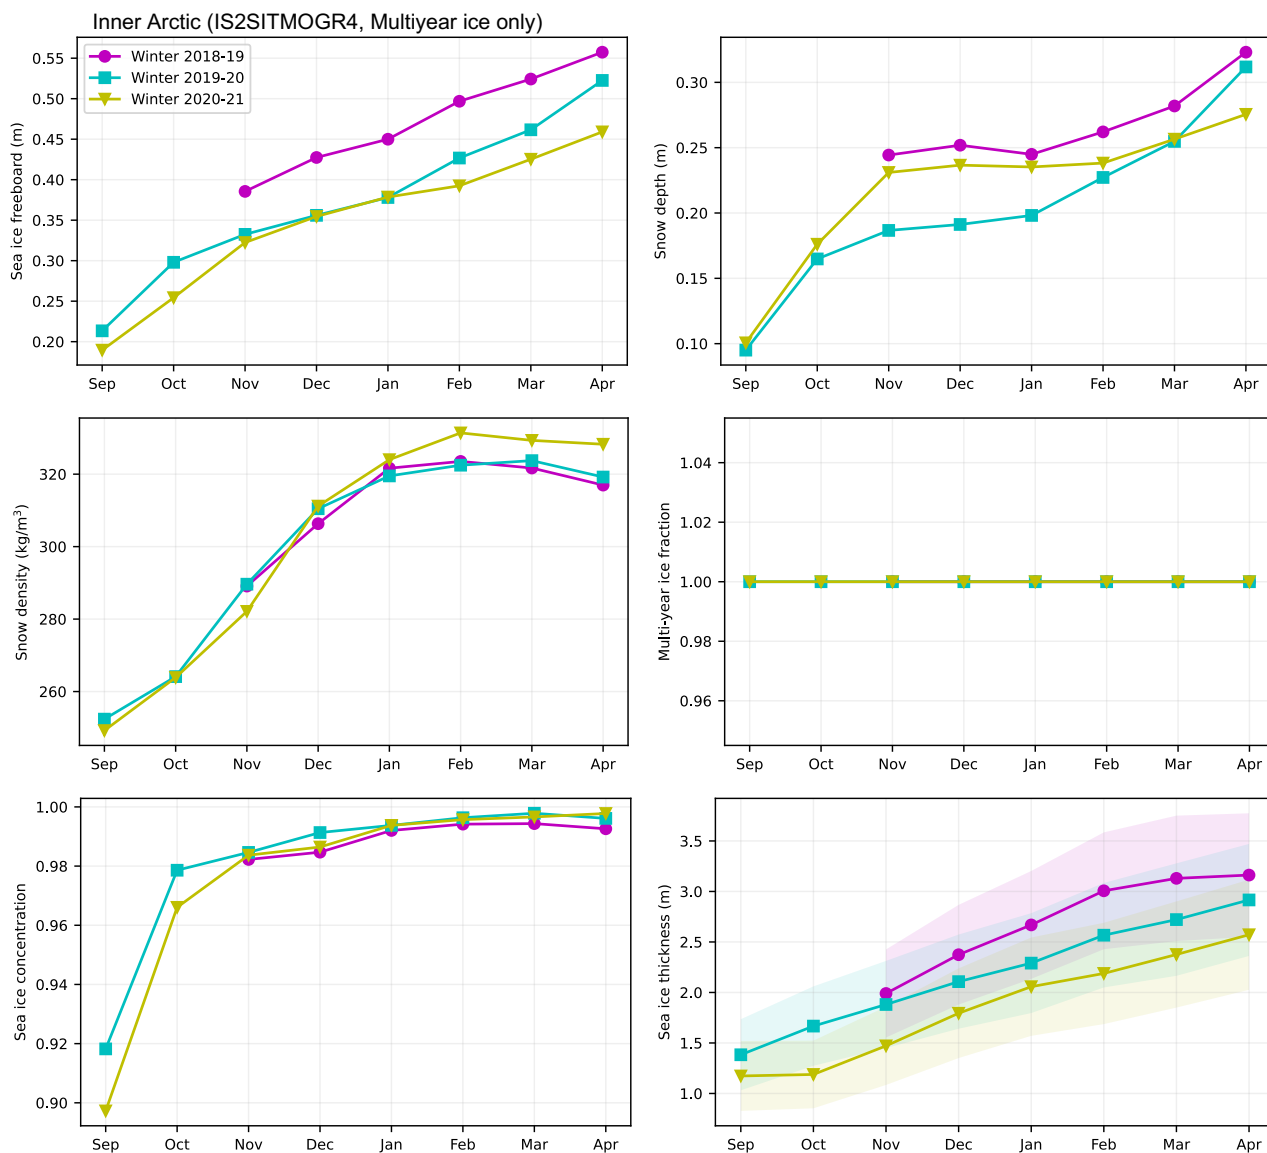 Inner Arctic (IS2SITMOGR4, Multiyear ice only)
Winter 2018-19
Winter 2019-20
Winter 2020-21
Sea ice freeboard (m)
0.55
0.50
0.45
0.40
0.35
0.30
0.25
0.20
Sep Oct Nov Dec Jan Feb Mar Apr
Snow depth (m)
0.30
0.25
0.20
0.15
0.10
Sep Oct Nov Dec Jan Feb Mar Apr
Snow density (kg/m³)
320
300
280
260
Sep Oct Nov Dec Jan Feb Mar Apr
Multi-year ice fraction
1.04
1.02
1.00
0.98
0.96
Sep Oct Nov Dec Jan Feb Mar Apr
Sea ice concentration
1.00
0.98
0.96
0.94
0.92
0.90
Sep Oct Nov Dec Jan Feb Mar Apr
Sea ice thickness (m)
3.5
3.0
2.5
2.0
1.5
1.0
Sep Oct Nov Dec Jan Feb Mar Apr